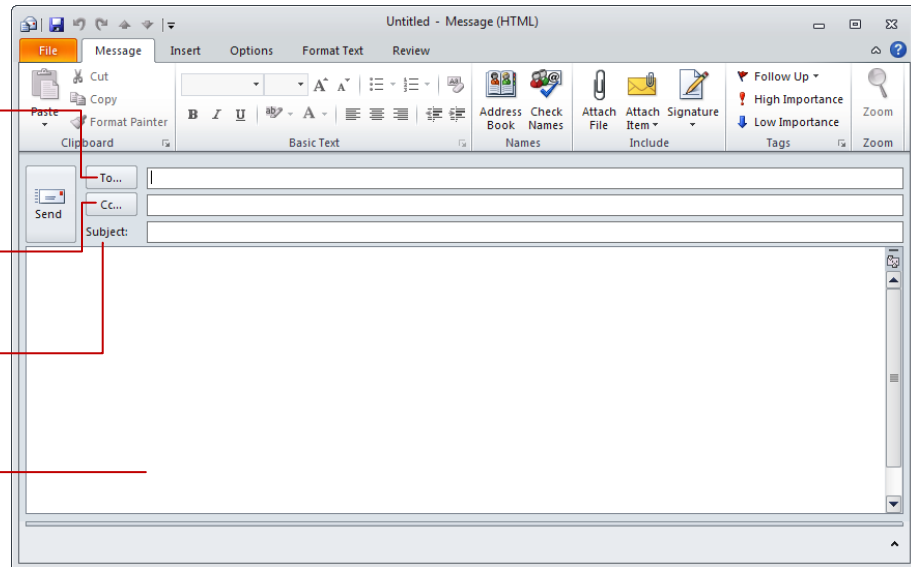 Untitled - Message (HTML)
File Message Insert Options Format Text Review
Cut
Copy
Format Painter
Paste
B I U A
Address Book
Check Names
Attach File
Attach Item
Signature
Follow Up
High Importance
Low Importance
Zoom
Clipboard Basic Text Names Include Tags Zoom
Send
To...
Cc...
Subject: